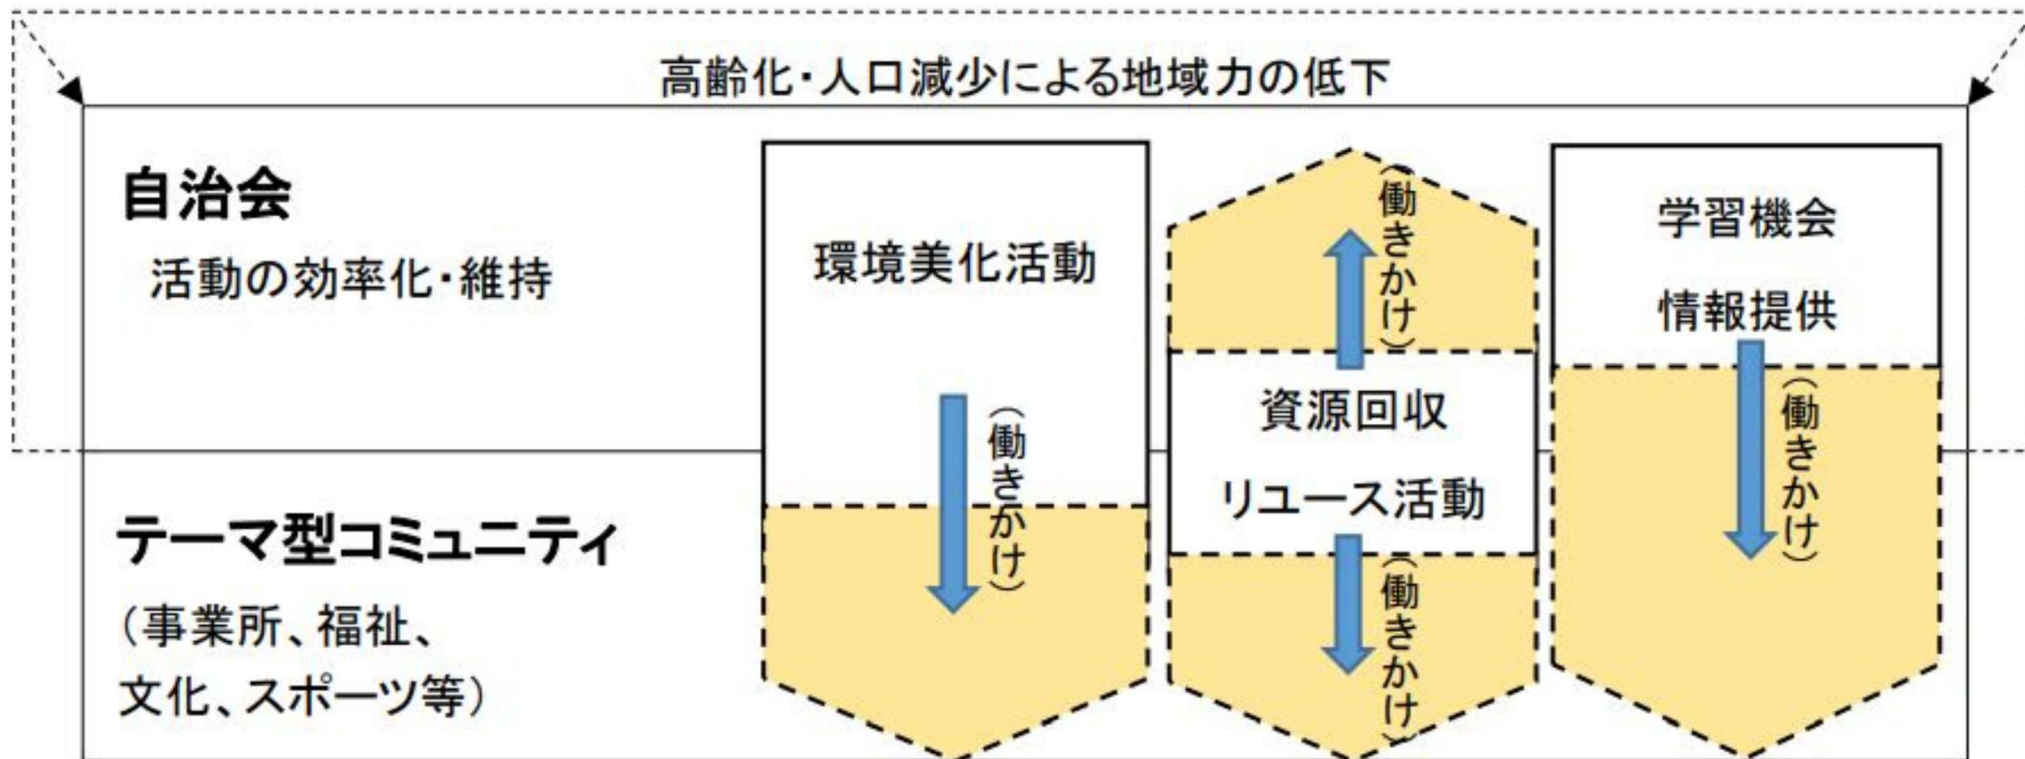 高齢化・人口減少による地域力の低下
自治会
活動の効率化・維持
環境美化活動
(働きかけ)
(働きかけ)
資源回収
リユース活動
(働きかけ)
学習機会
情報提供
(働きかけ)
テーマ型コミュニティ
(事業所、福祉、
文化、スポーツ等)